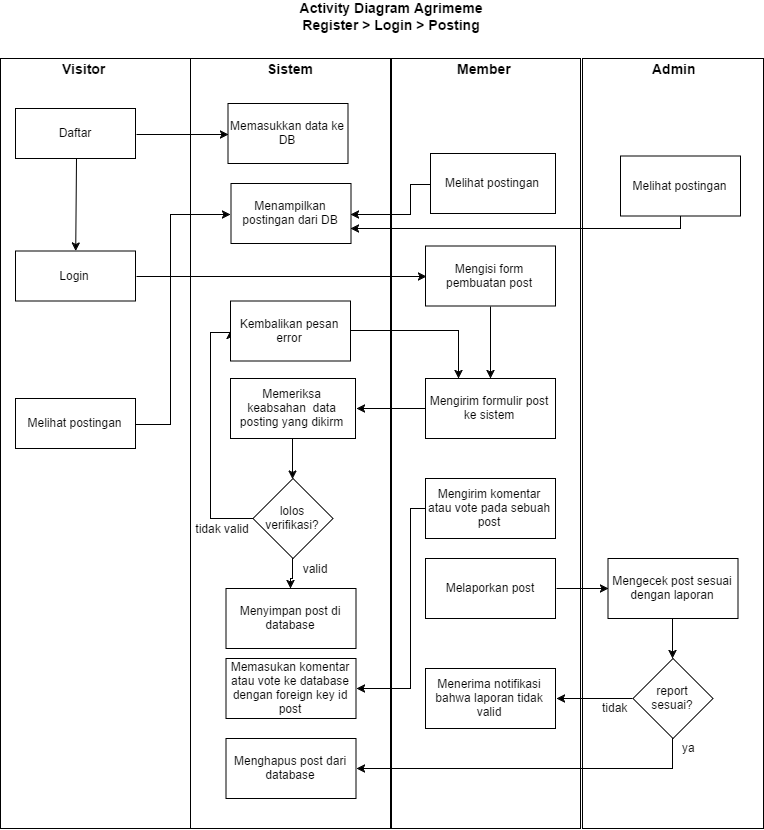 Activity Diagram Agrimeme
Register > Login > Posting
Visitor
Sistem
Member
Admin
Daftar
Memasukkan data ke
DB
Melihat postingan
Melihat postingan
Menampilkan
postingan dari DB
Login
Mengisi form
pembuatan post
Kembalikan pesan
error
Melihat postingan
Memeriksa
keabsahan data
posting yang dikirm
Mengirim formulir post
ke sistem
lolos
verifikasi?
tidak valid
valid
Mengirim komentar
atau vote pada sebuah
post
Melaporkan post
Mengecek post sesuai
dengan laporan
Menyimpan post di
database
Memasukan komentar
atau vote ke database
dengan foreign key id
post
Menerima notifikasi
bahwa laporan tidak
valid
report
sesuai?
tidak
ya
Menghapus post dari
database